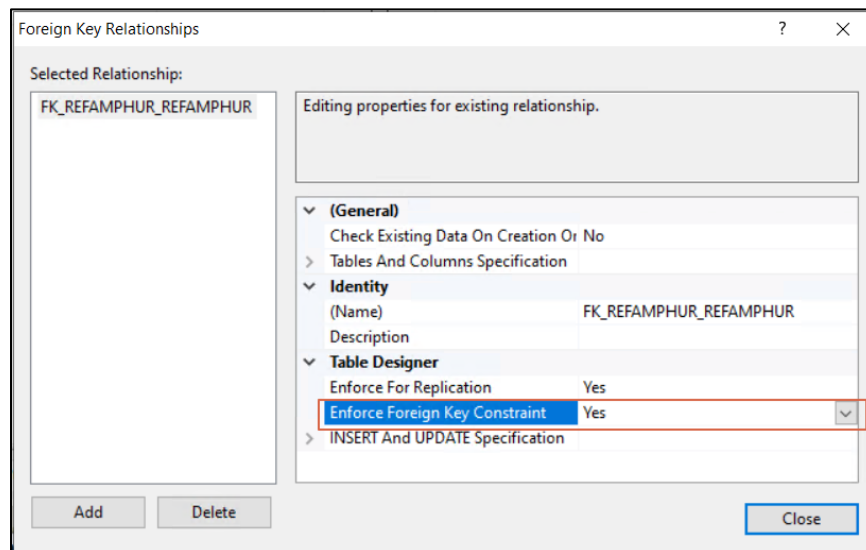 Foreign Key Relationships ?
Selected Relationship:
FK_REFAMPHUR_REFAMPHUR
Editing properties for existing relationship.
(General)
Check Existing Data On Creation Or No
Tables And Columns Specification
Identity
(Name) FK_REFAMPHUR_REFAMPHUR
Description
Table Designer
Enforce For Replication Yes
Enforce Foreign Key Constraint Yes
INSERT And UPDATE Specification
Add Delete
Close